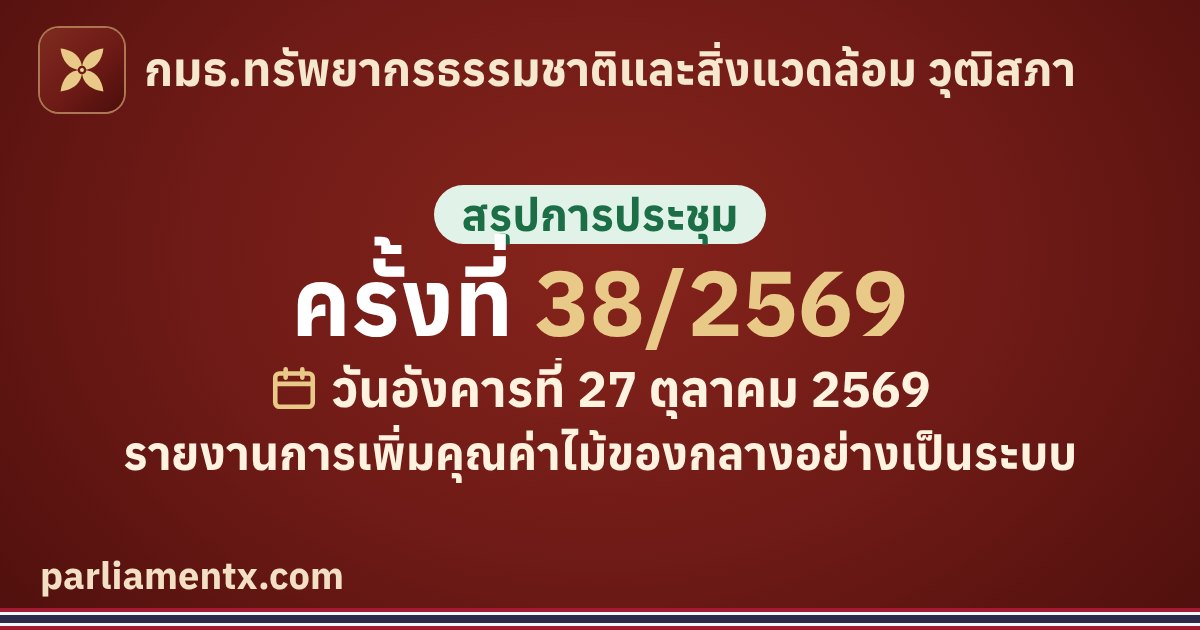 กมธ.ทรัพยากรธรรมชาติและสิ่งแวดล้อม วุฒิสภา
สรุปการประชุม
ครั้งที่ 38/2569
วันอังคารที่ 27 ตุลาคม 2569
รายงานการเพิ่มคุณค่าไม้ของกลางอย่างเป็นระบบ
parliamentx.com